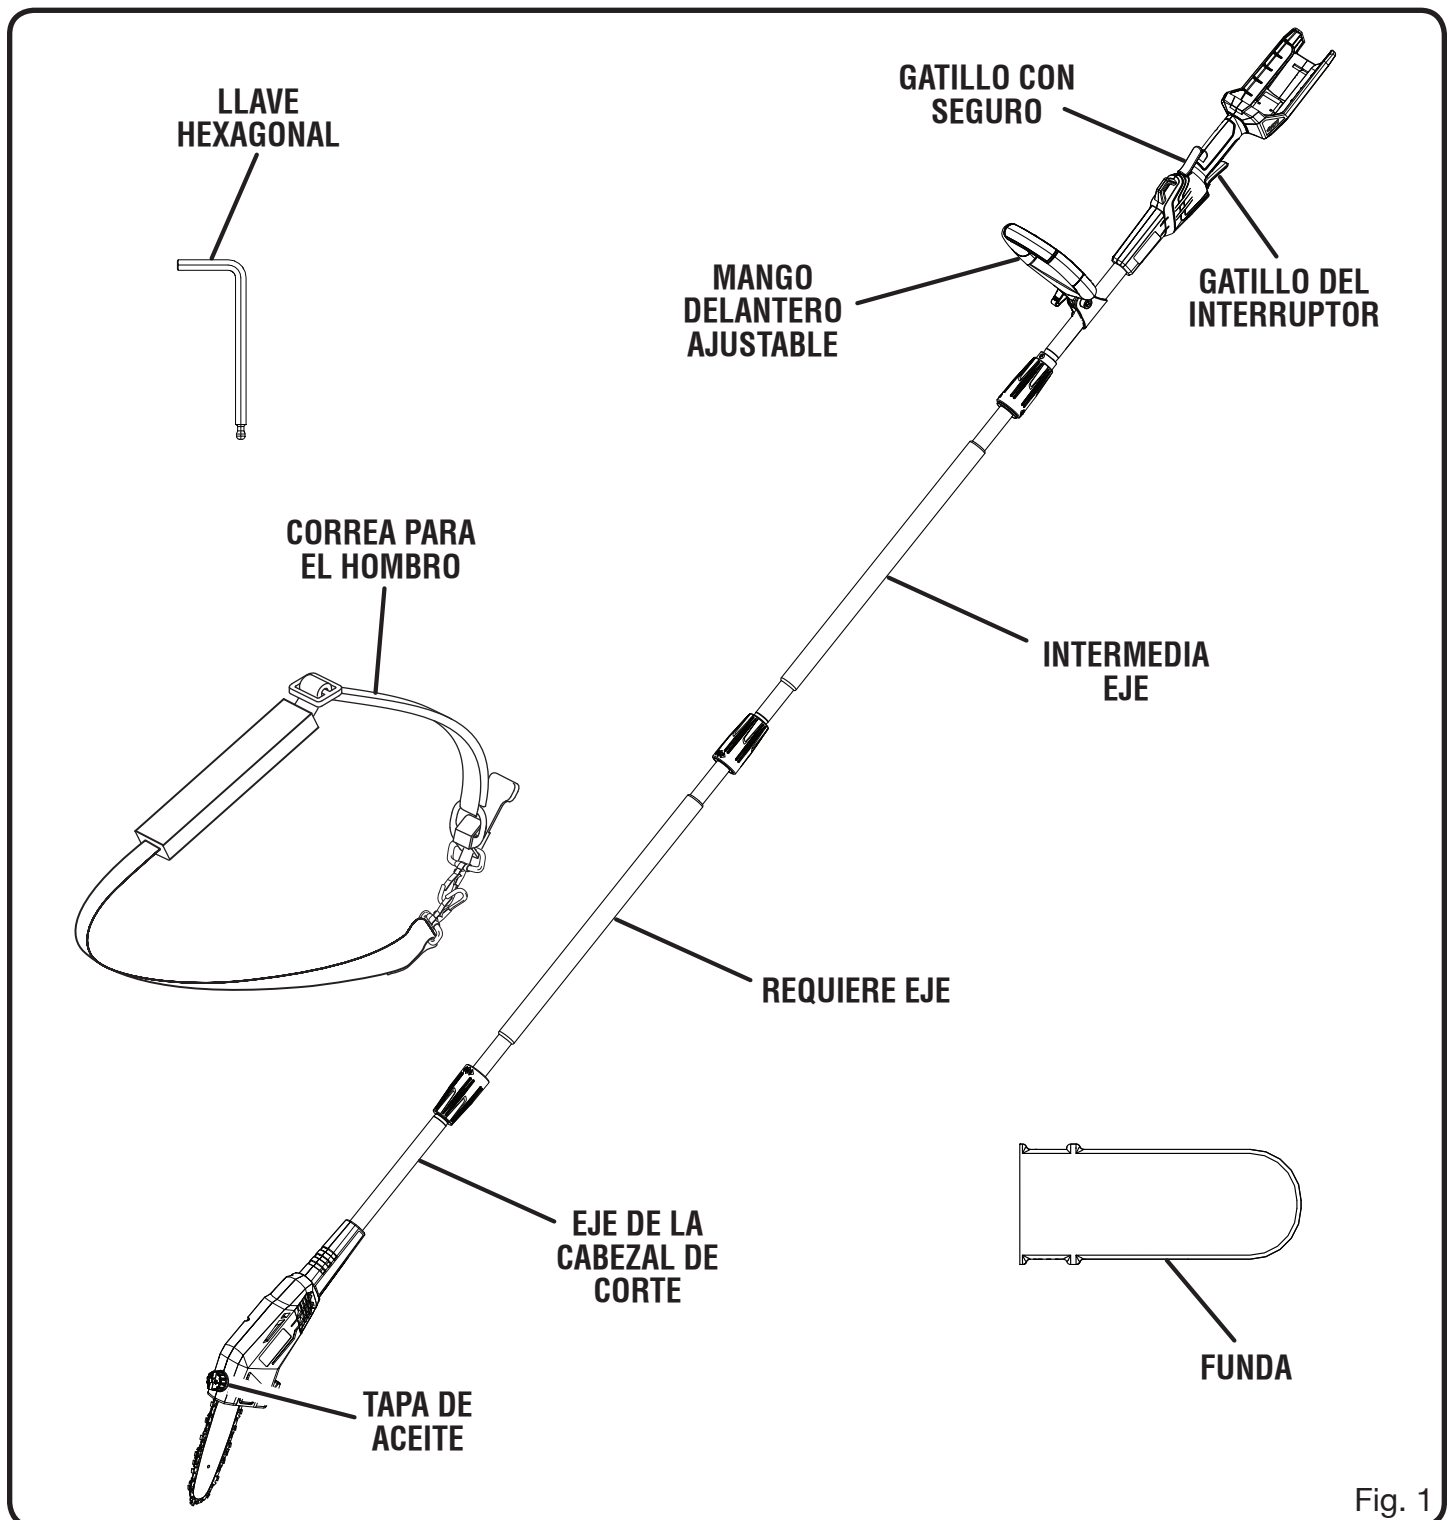 LLAVE
HEXAGONAL
GATILLO CON
SEGURO
MANGO
DELANTERO
AJUSTABLE
GATILLO DEL
INTERRUPTOR
CORREA PARA
EL HOMBRO
INTERMEDIA
EJE
REQUIERE EJE
EJE DE LA
CABEZAL DE
CORTE
FUNDA
TAPA DE
ACEITE
Fig. 1